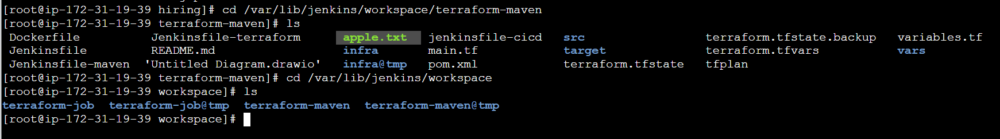 [root@ip-172-31-19-39 hiring]# cd /var/lib/jenkins/workspace/terraform-maven
[root@ip-172-31-19-39 terraform-maven]# ls
Dockerfile Jenkinsfile-terraform apple.txt jenkinsfile-cicd src terraform.tfstate.backup variables.tf
Jenkinsfile README.md infra main.tf target terraform.tfvars vars
Jenkinsfile-maven 'Untitled Diagram.drawio' infra@tmp pom.xml terraform.tfstate tfplan
[root@ip-172-31-19-39 terraform-maven]# cd /var/lib/jenkins/workspace
[root@ip-172-31-19-39 workspace]# ls
terraform-job terraform-job@tmp terraform-maven terraform-maven@tmp
[root@ip-172-31-19-39 workspace]#